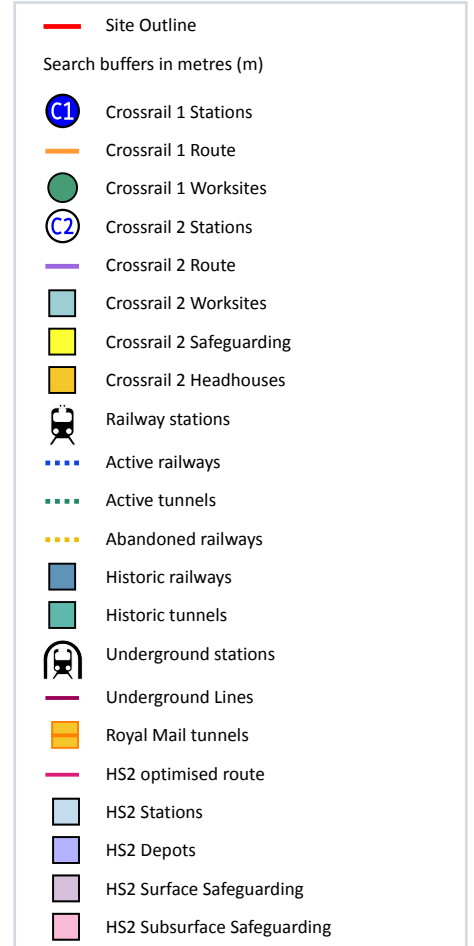 Site Outline
Search buffers in metres (m)
C1 Crossrail 1 Stations
Crossrail 1 Route
Crossrail 1 Worksites
C2 Crossrail 2 Stations
Crossrail 2 Route
Crossrail 2 Worksites
Crossrail 2 Safeguarding
Crossrail 2 Headhouses
Railway stations
Active railways
Active tunnels
Abandoned railways
Historic railways
Historic tunnels
Underground stations
Underground Lines
Royal Mail tunnels
HS2 optimised route
HS2 Stations
HS2 Depots
HS2 Surface Safeguarding
HS2 Subsurface Safeguarding